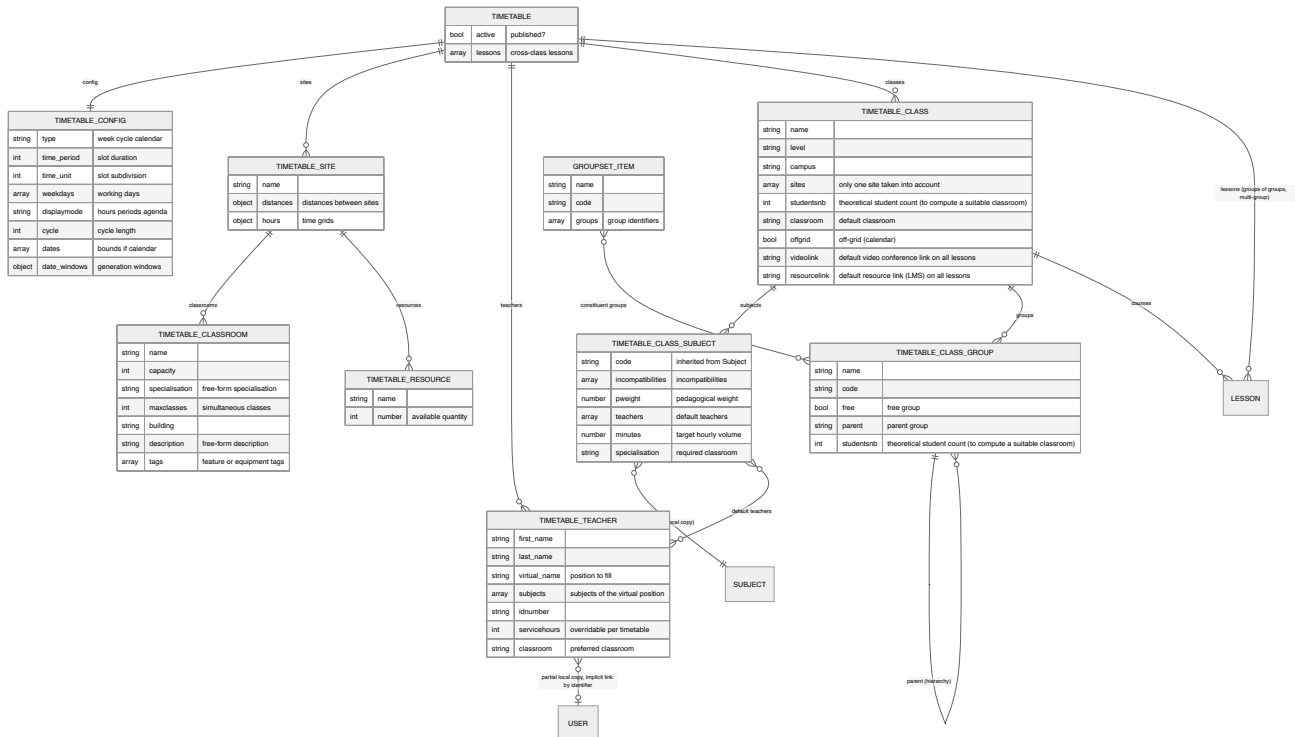 TIMETABLE
bool active published?
array lessons cross-class lessons
config
sites
classes
teachers
lessons (groups of groups,
multi-group)
TIMETABLE_CONFIG
string type week cycle calendar
int time_period slot duration
int time_unit slot subdivision
array weekdays working days
string displaymode hours periods agenda
int cycle cycle length
array dates bounds if calendar
object date_windows generation windows
TIMETABLE_SITE
string name
object distances distances between sites
object hours time grids
GROUPSET_ITEM
string name
string code
array groups group identifiers
TIMETABLE_CLASS
string name
string level
string campus
array sites only one site taken into account
int studentsnb theoretical student count (to compute a suitable classroom)
string classroom default classroom
bool offgrid off-grid (calendar)
string videolink default video conference link on all lessons
string resourcelink default resource link (LMS) on all lessons
classrooms
resources
constituent groups
subjects
groups
courses
TIMETABLE_CLASSROOM
string name
int capacity
string specialisation free-form specialisation
int maxclasses simultaneous classes
string building
string description free-form description
array tags feature or equipment tags
TIMETABLE_RESOURCE
string name
int number available quantity
TIMETABLE_CLASS_SUBJECT
string code inherited from Subject
array incompatibilities incompatibilities
number pweight pedagogical weight
array teachers default teachers
number minutes target hourly volume
string specialisation required classroom
TIMETABLE_CLASS_GROUP
string name
string code
bool free free group
string parent parent group
int studentsnb theoretical student count (to compute a suitable classroom)
LESSON
default teachers
copy)
TIMETABLE_TEACHER
string first_name
string last_name
string virtual_name position to fill
array subjects subjects of the virtual position
string idnumber
int servicehours overridable per timetable
string classroom preferred classroom
SUBJECT
parent (hierarchy)
partial local copy, implicit link
by identifier
USER